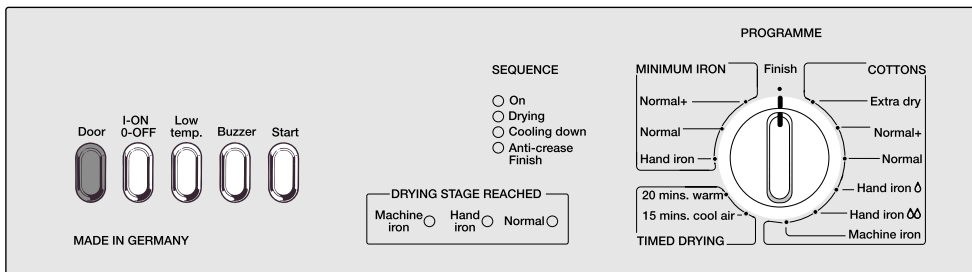 PROGRAMME
SEQUENCE
MINIMUM IRON
Finish
COTTONS
On
Drying
Cooling down
Anti-crease
Finish
Normal+
Normal
Hand iron
Extra dry
Normal+
Normal
Hand iron
Hand iron
Machine iron
20 mins. warm
15 mins. cool air
TIMED DRYING
Door
I-ON
0-OFF
Low
temp.
Buzzer
Start
DRYING STAGE REACHED
Machine
iron
Hand
iron
Normal
MADE IN GERMANY